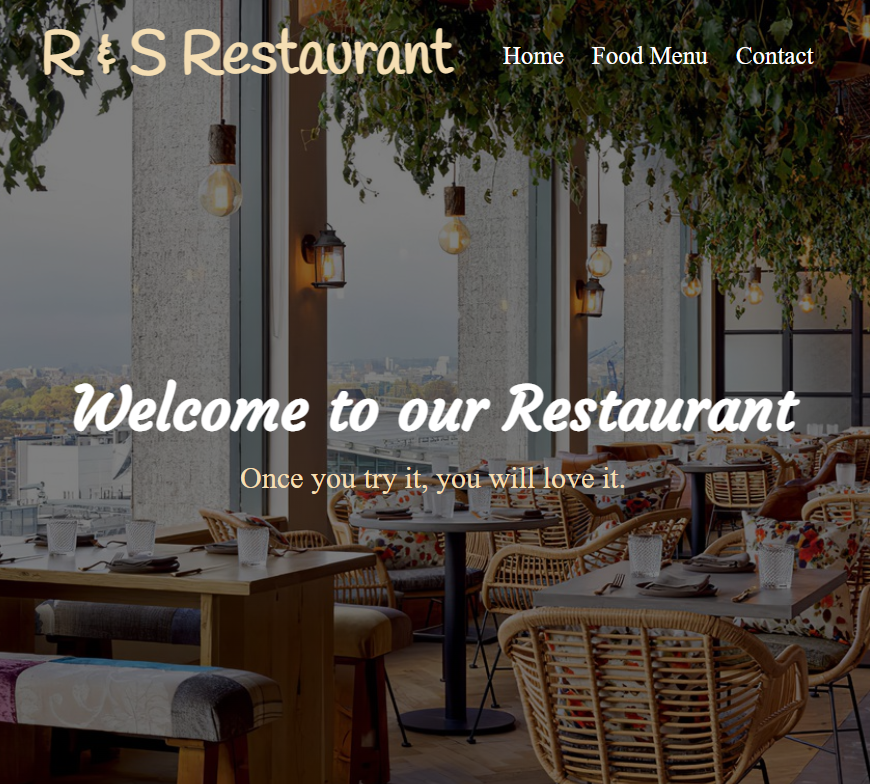 R & S Restaurant
Home Food Menu Contact
Welcome to our Restaurant
Once you try it, you will love it.